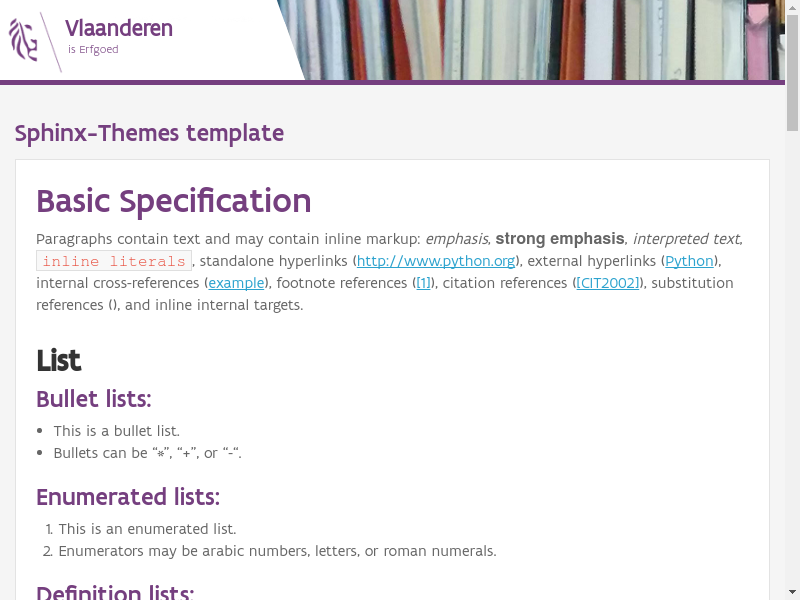 Vlaanderen
is Erfgoed
Sphinx-Themes template
Basic Specification
Paragraphs contain text and may contain inline markup: emphasis, strong emphasis, interpreted text,
inline literals, standalone hyperlinks (http://www.python.org), external hyperlinks (Python),
internal cross-references (example), footnote references ([1]), citation references ([CIT2002]), substitution
references (), and inline internal targets.
List
Bullet lists:
• This is a bullet list.
• Bullets can be “*”, “+”, or “-“.
Enumerated lists:
1. This is an enumerated list.
2. Enumerators may be arabic numbers, letters, or roman numerals.
Definition lists: